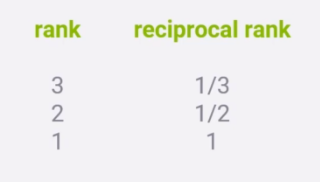 rank reciprocal rank
3 1/3
2 1/2
1 1